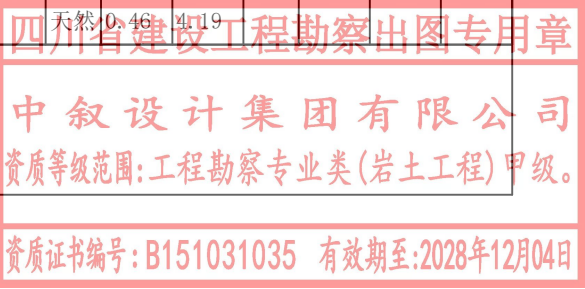 天然 0.46 4.19
四川省建设工程勘察出图专用章
中叙设计集团有限公司
资质等级范围:工程勘察专业类(岩土工程)甲级。
资质证书编号:B151031035 有效期至:2028年12月04日